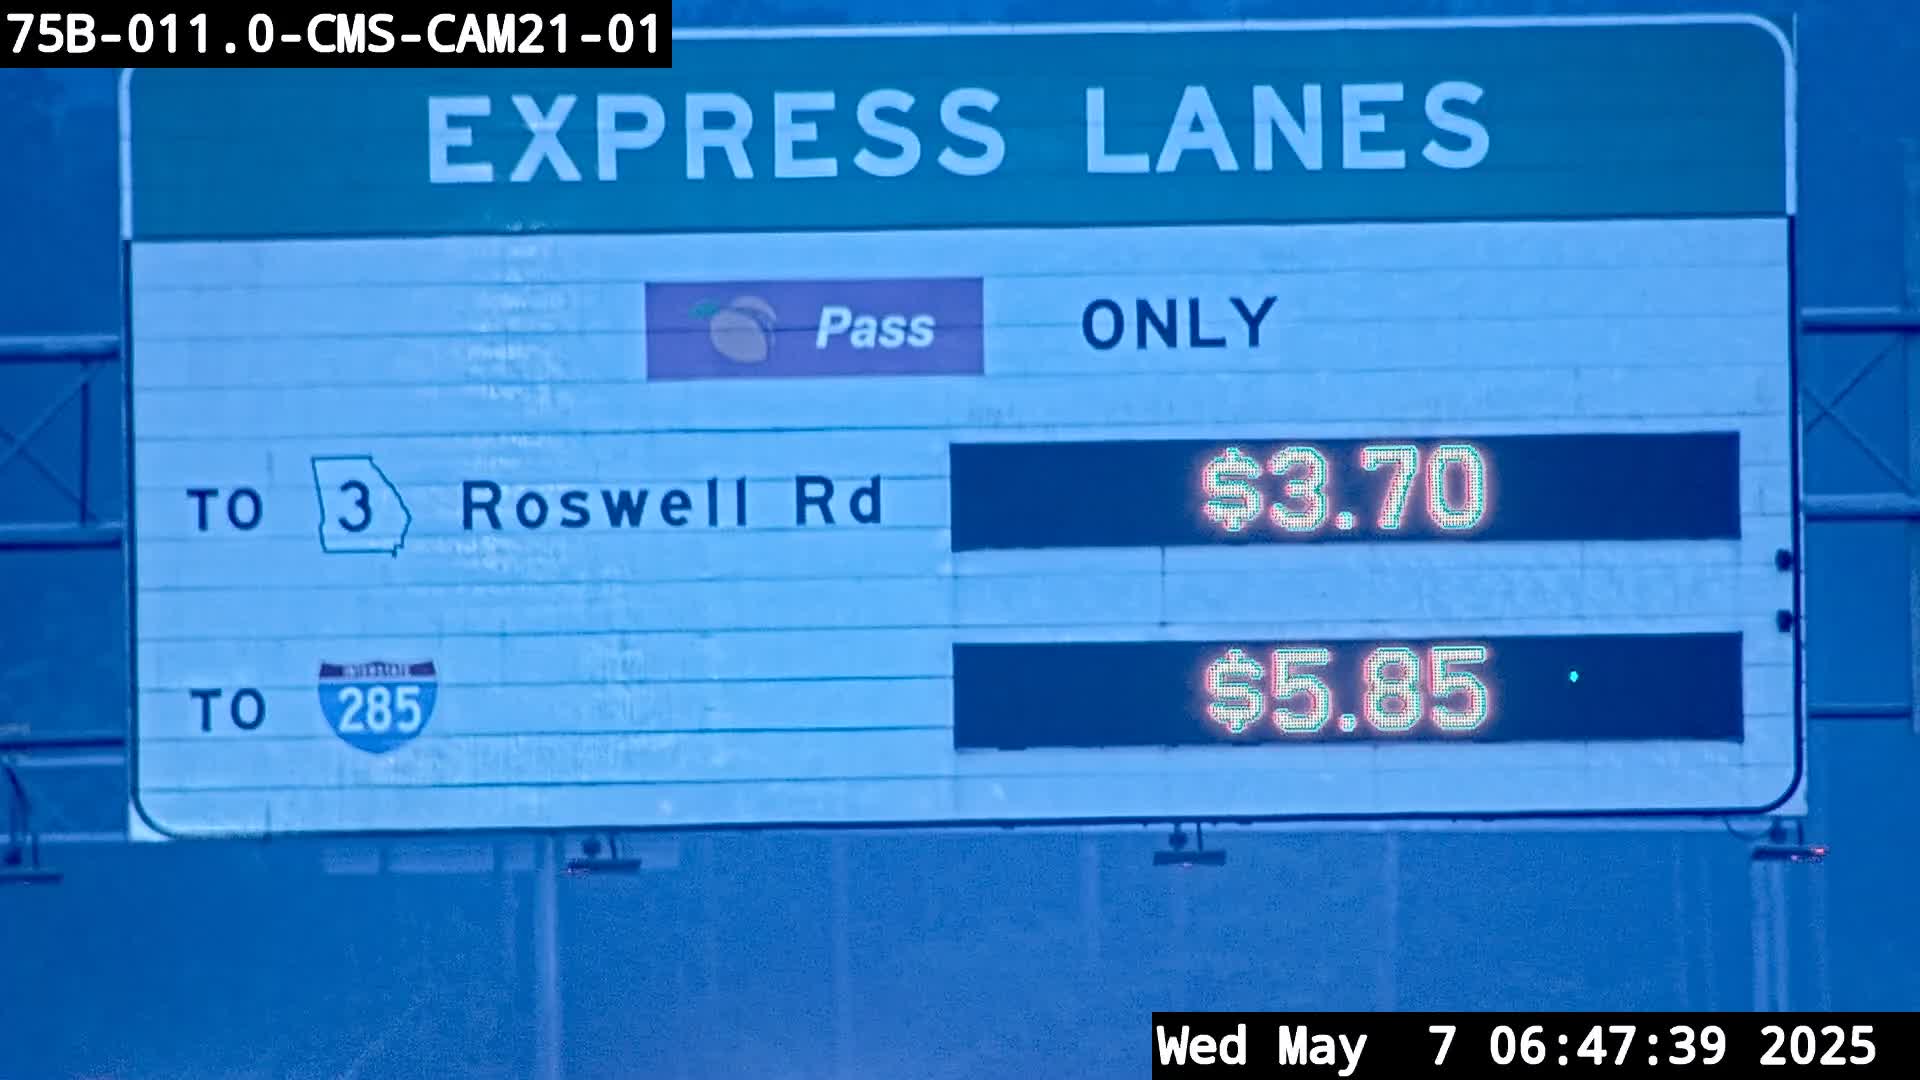 75B-011.0-CMS-CAM21-01
EXPRESS LANES
Pass ONLY
TO 3 Roswell Rd $3.70
TO 285 $5.85
Wed May 7 06:47:39 2025